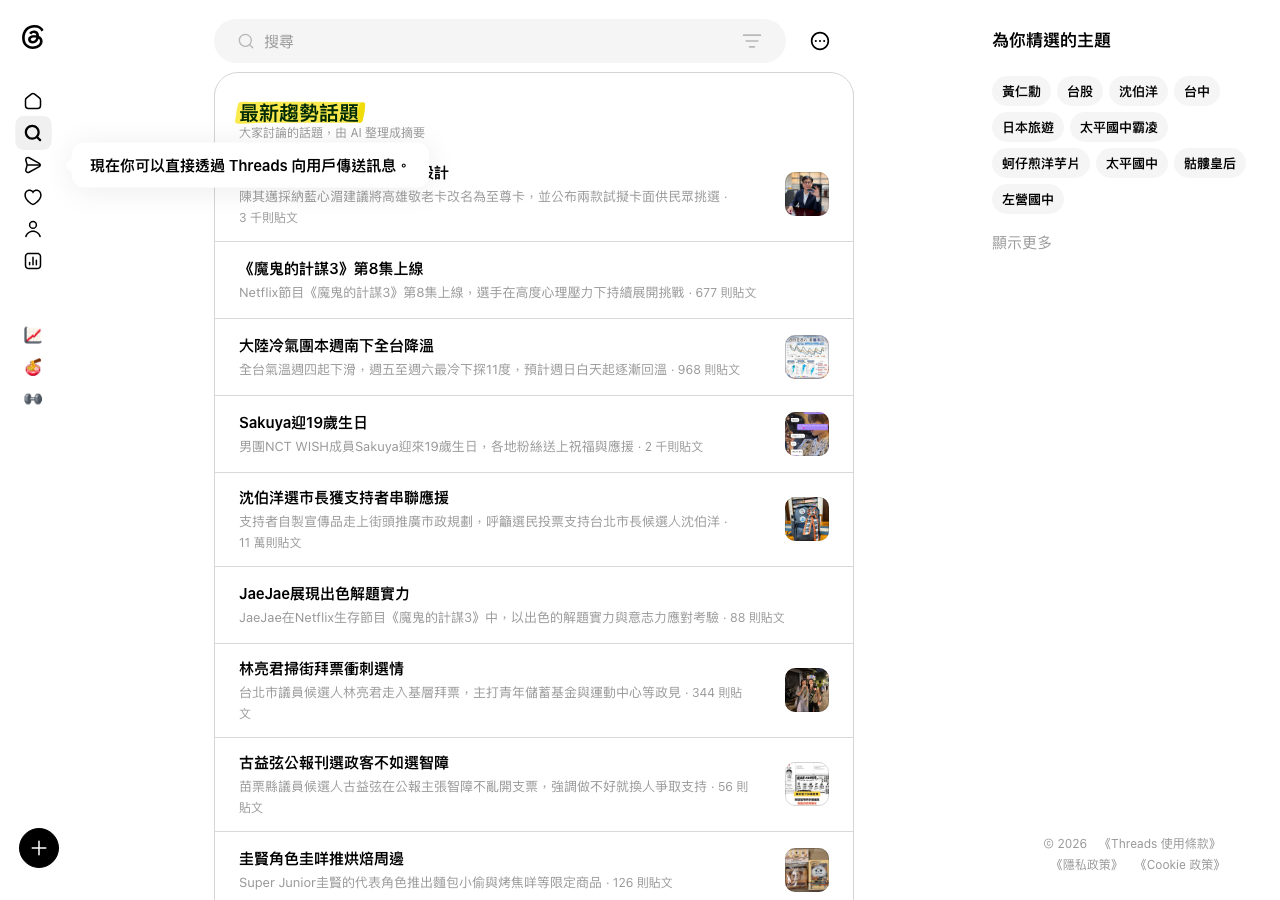 搜尋
最新趨勢話題
大家討論的話題，由 AI 整理成摘要
現在你可以直接透過 Threads 向用戶傳送訊息。
設計
陳其邁採納藍心湄建議將高雄敬老卡改名為至尊卡，並公布兩款試擬卡面供民眾挑選 ·
3 千則貼文
《魔鬼的計謀3》第8集上線
Netflix節目《魔鬼的計謀3》第8集上線，選手在高度心理壓力下持續展開挑戰 · 677 則貼文
大陸冷氣團本週南下全台降溫
全台氣溫週四起下滑，週五至週六最冷下探11度，預計週日白天起逐漸回溫 · 968 則貼文
Sakuya迎19歲生日
男團NCT WISH成員Sakuya迎來19歲生日，各地粉絲送上祝福與應援 · 2 千則貼文
沈伯洋選市長獲支持者串聯應援
支持者自製宣傳品走上街頭推廣市政規劃，呼籲選民投票支持台北市長候選人沈伯洋 ·
11 萬則貼文
JaeJae展現出色解題實力
JaeJae在Netflix生存節目《魔鬼的計謀3》中，以出色的解題實力與意志力應對考驗 · 88 則貼文
林亮君掃街拜票衝刺選情
台北市議員候選人林亮君走入基層拜票，主打青年儲蓄基金與運動中心等政見 · 344 則貼
文
古益弦公報刊選政客不如選智障
苗栗縣議員候選人古益弦在公報主張智障不亂開支票，強調做不好就換人爭取支持 · 56 則
貼文
圭賢角色圭咩推烘焙周邊
Super Junior圭賢的代表角色推出麵包小偷與烤焦咩等限定商品 · 126 則貼文
為你精選的主題
黃仁勳 台股 沈伯洋 台中
日本旅遊 太平國中霸凌
蚵仔煎洋芋片 太平國中 骷髏皇后
左營國中
顯示更多
© 2026 《Threads 使用條款》
《隱私政策》 《Cookie 政策》